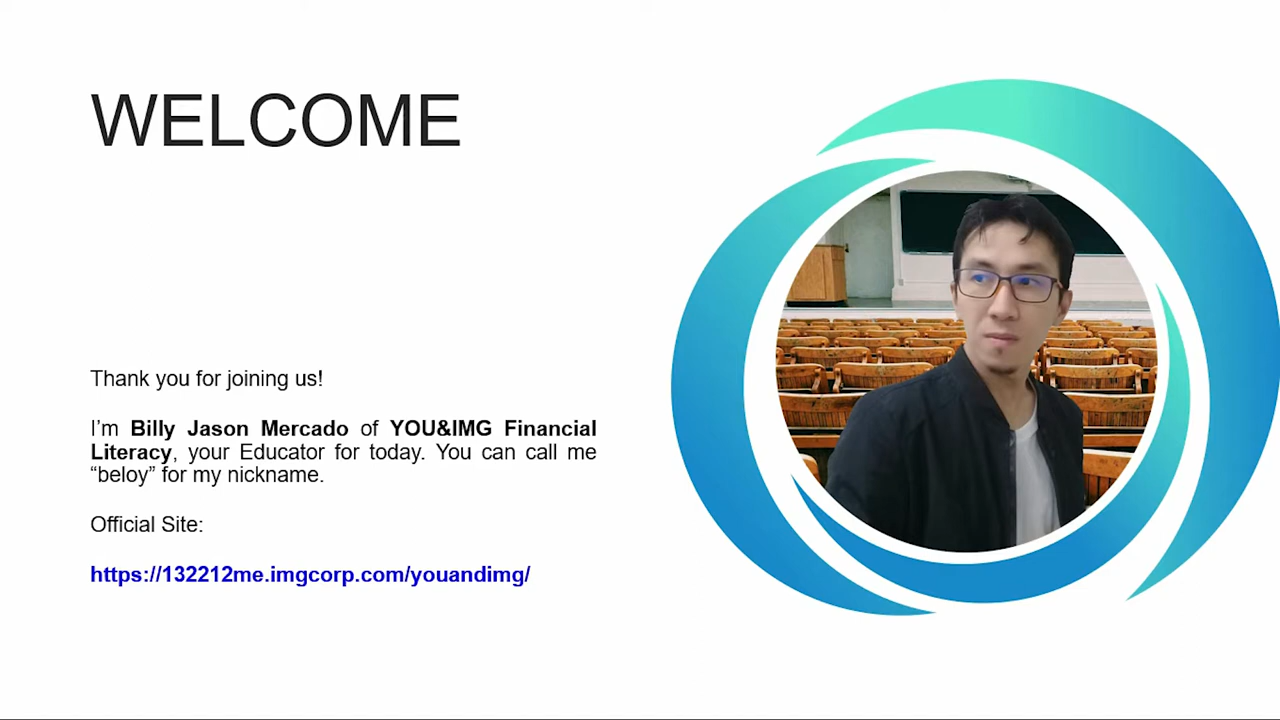 WELCOME
Thank you for joining us!
I’m Billy Jason Mercado of YOU&IMG Financial
Literacy, your Educator for today. You can call me
“beloy” for my nickname.
Official Site:
https://132212me.imgcorp.com/youandimg/